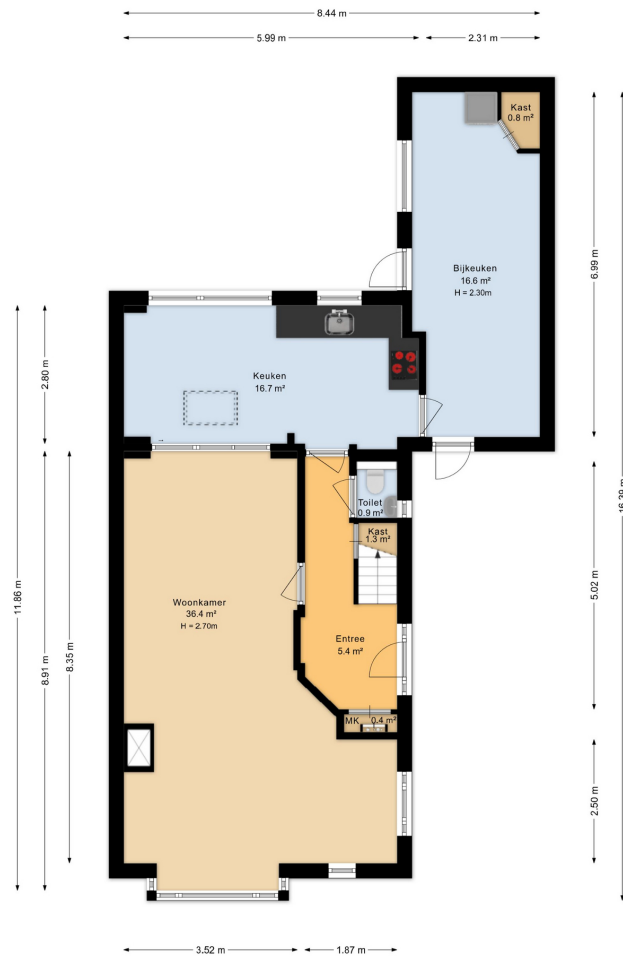 8.44 m
5.99 m
2.31 m
Kast
0.8 m²
Bijkeuken
16.6 m²
H = 2.30m
6.99 m
2.80 m
Keuken
16.7 m²
Toilet
0.9 m²
Kast
1.3 m²
16.39 m
11.86 m
8.91 m
8.35 m
Woonkamer
36.4 m²
H = 2.70m
Entree
5.4 m²
5.02 m
MK 0.4 m²
2.50 m
3.52 m
1.87 m